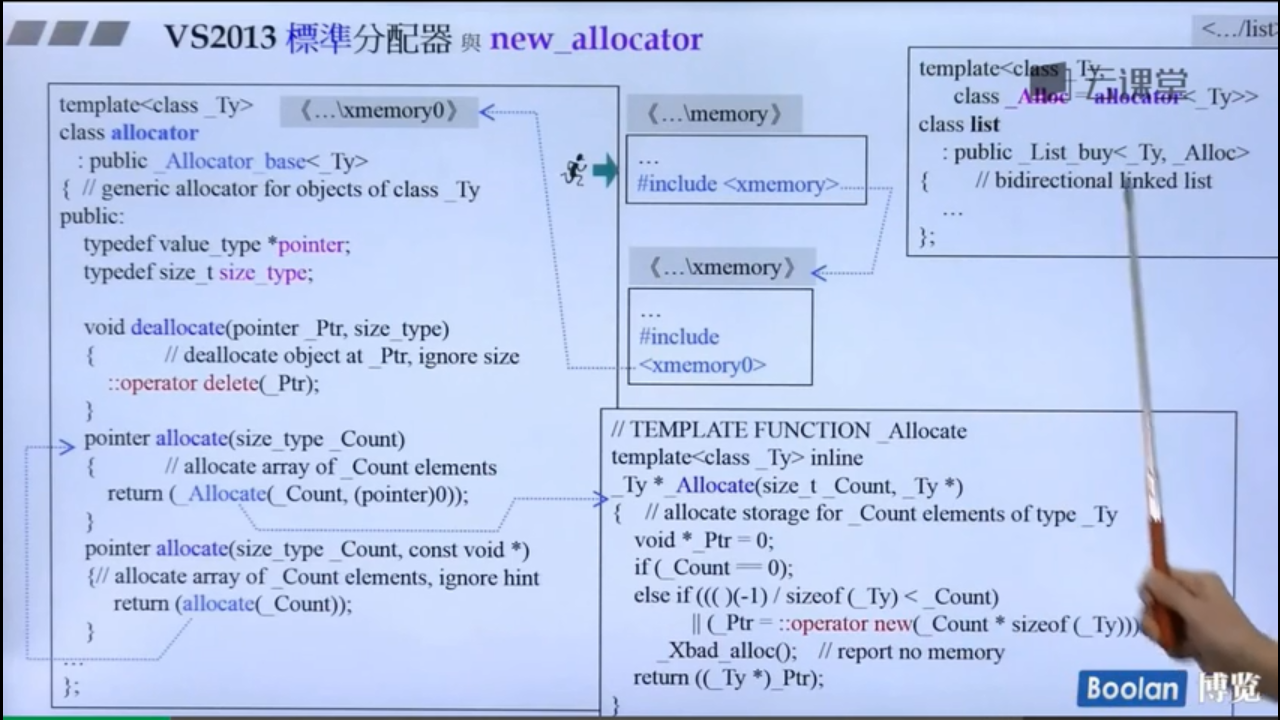 VS2013 標準分配器 與 new_allocator
<…/list>
template<class _Ty>
《…\xmemory0》
class allocator
: public _Allocator_base<_Ty>
{ // generic allocator for objects of class _Ty
public:
typedef value_type *pointer;
typedef size_t size_type;
void deallocate(pointer _Ptr, size_type)
{ // deallocate object at _Ptr, ignore size
::operator delete(_Ptr);
}
pointer allocate(size_type _Count)
{ // allocate array of _Count elements
return (_Allocate(_Count, (pointer)0));
}
pointer allocate(size_type _Count, const void *)
{// allocate array of _Count elements, ignore hint
return (allocate(_Count));
}
…
};
《…\memory》
…
#include <xmemory>
《…\xmemory》
…
#include
<xmemory0>
template<class _Ty,
class _Alloc = allocator<_Ty>>
class list
: public _List_buy<_Ty, _Alloc>
{ // bidirectional linked list
…
};
云课堂
// TEMPLATE FUNCTION _Allocate
template<class _Ty> inline
_Ty *_Allocate(size_t _Count, _Ty *)
{ // allocate storage for _Count elements of type _Ty
void *_Ptr = 0;
if (_Count == 0);
else if ((( )(-1) / sizeof (_Ty) < _Count)
|| (_Ptr = ::operator new(_Count * sizeof (_Ty)))
_Xbad_alloc(); // report no memory
return ((_Ty *)_Ptr);
}
Boolan 博览